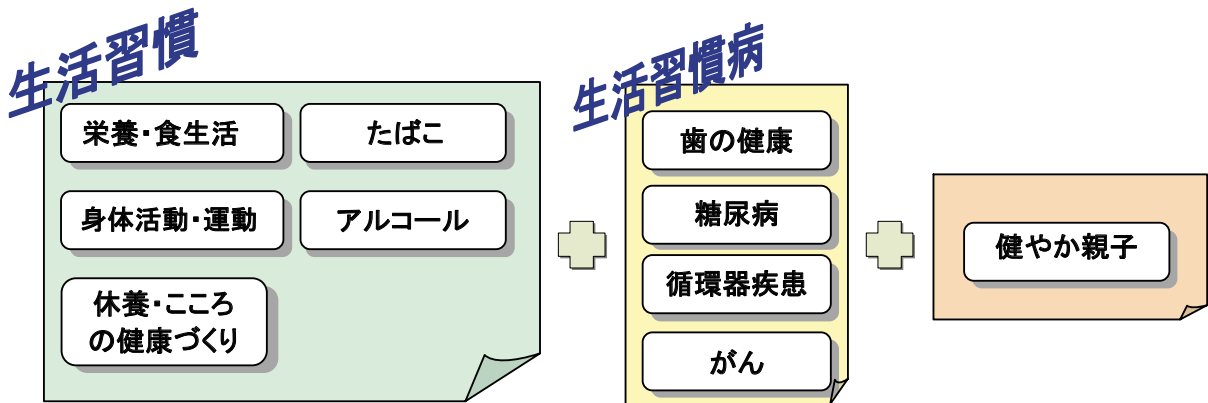 生活習慣
栄養・食生活
たばこ
身体活動・運動
アルコール
休養・こころ
の健康づくり
生活習慣病
歯の健康
糖尿病
循環器疾患
がん
健やか親子